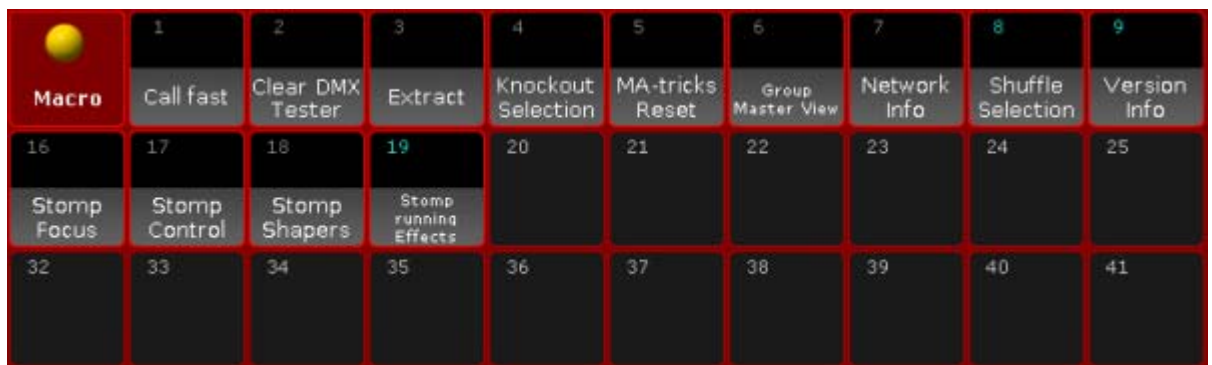 Macro
1
Call fast
2
Clear DMX
Tester
3
Extract
4
Knockout
Selection
5
MA-tricks
Reset
6
Group
Master View
7
Network
Info
8
Shuffle
Selection
9
Version
Info
16
Stomp
Focus
17
Stomp
Control
18
Stomp
Shapers
19
Stomp
running
Effects
20
21
22
23
24
25
32
33
34
35
36
37
38
39
40
41